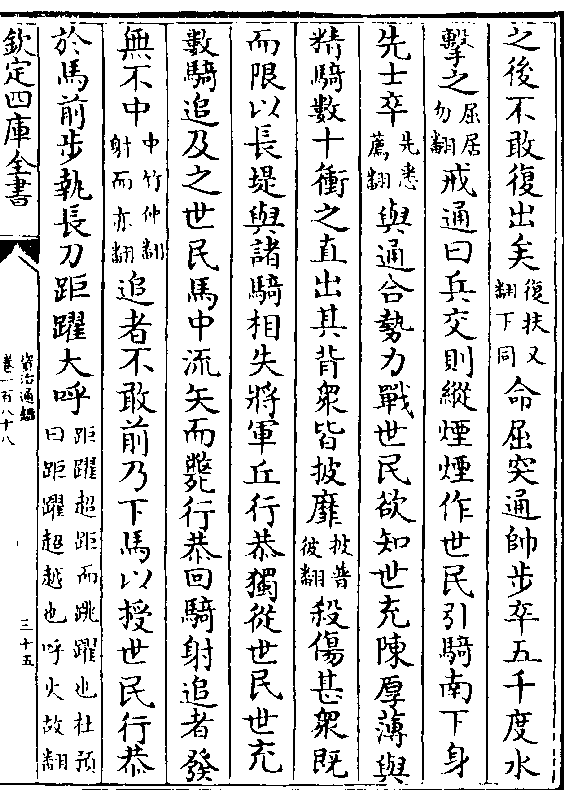 之後不敢復出矣復扶又翻下同命屈突通帥步卒五千度水
擊之屈居勿翻戒通曰兵交則縱煙煙作世民引騎南下身
先士卒先悉薦翻與通合勢力戰世民欲知世充陳厚薄與
精騎數十衝之直出其背衆皆披靡披普彼翻殺傷甚衆既
而限以長堤與諸騎相失將軍丘行恭獨從世民世充
數騎追及之世民馬中流矢而斃行恭回騎射追者發
無不中中竹仲翻射而亦翻追者不敢前乃下馬以授世民行恭
於馬前步執長刀距躍大呼距躍超距而跳躍也杜預曰距躍超越也呼火故翻
欽定四庫全書
資治通鑑
卷一百八十八
三十五